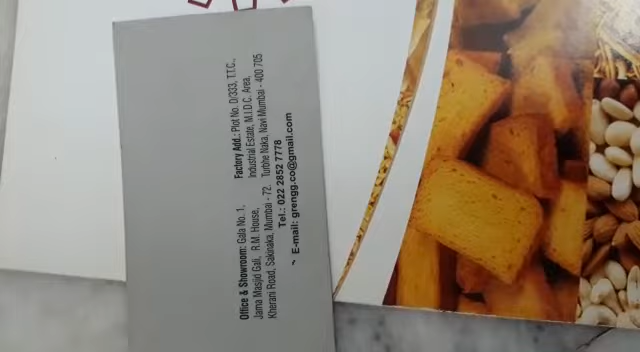 Office & Showroom: Gala No. 1,
Jama Masjid Gali, R.M. House,
Kherani Road, Sakinaka, Mumbai - 72.
Factory Add.: Plot No. D/333, T.T.C.,
Industrial Estate, M.I.D.C. Area,
Turbhe Naka, Navi Mumbai - 400 705
Tel.: 022 2852 7778
~ E-mail: grengg.co@gmail.com